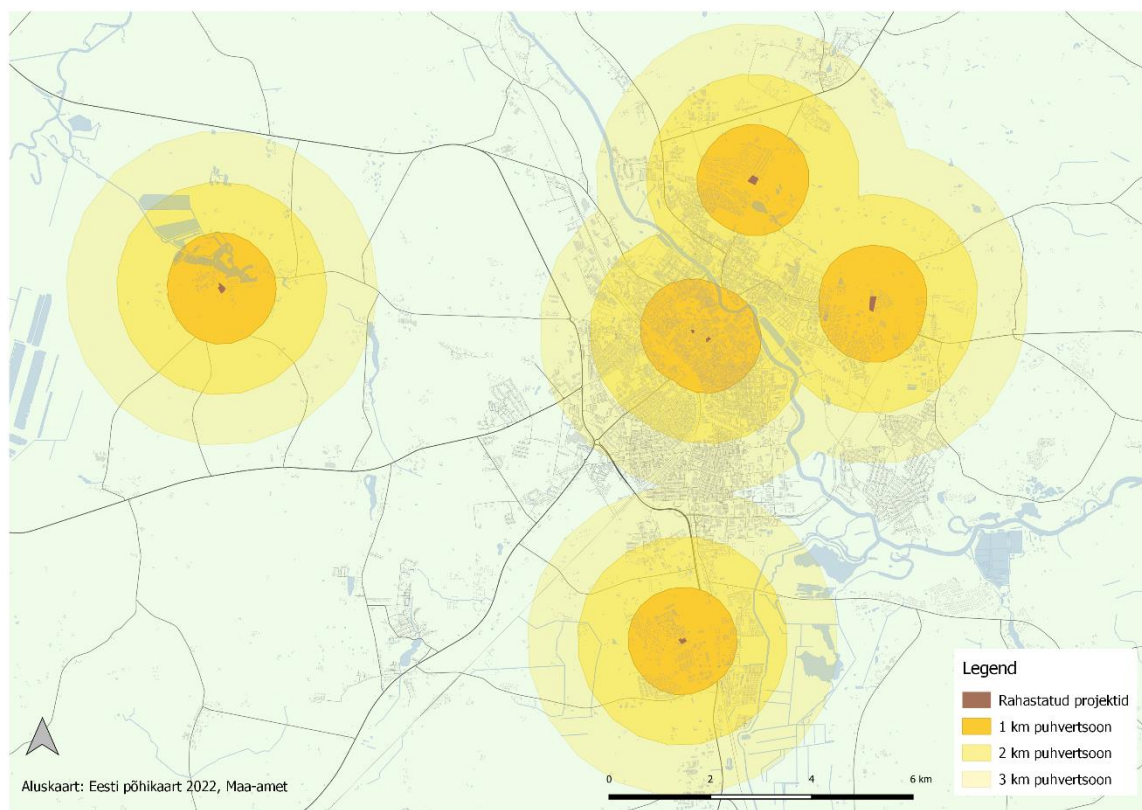 Legend
Rahastatud projektid
1 km puhvertsoon
2 km puhvertsoon
3 km puhvertsoon
Aluskaart: Eesti põhikaart 2022, Maa-amet
0 2 4 6 km